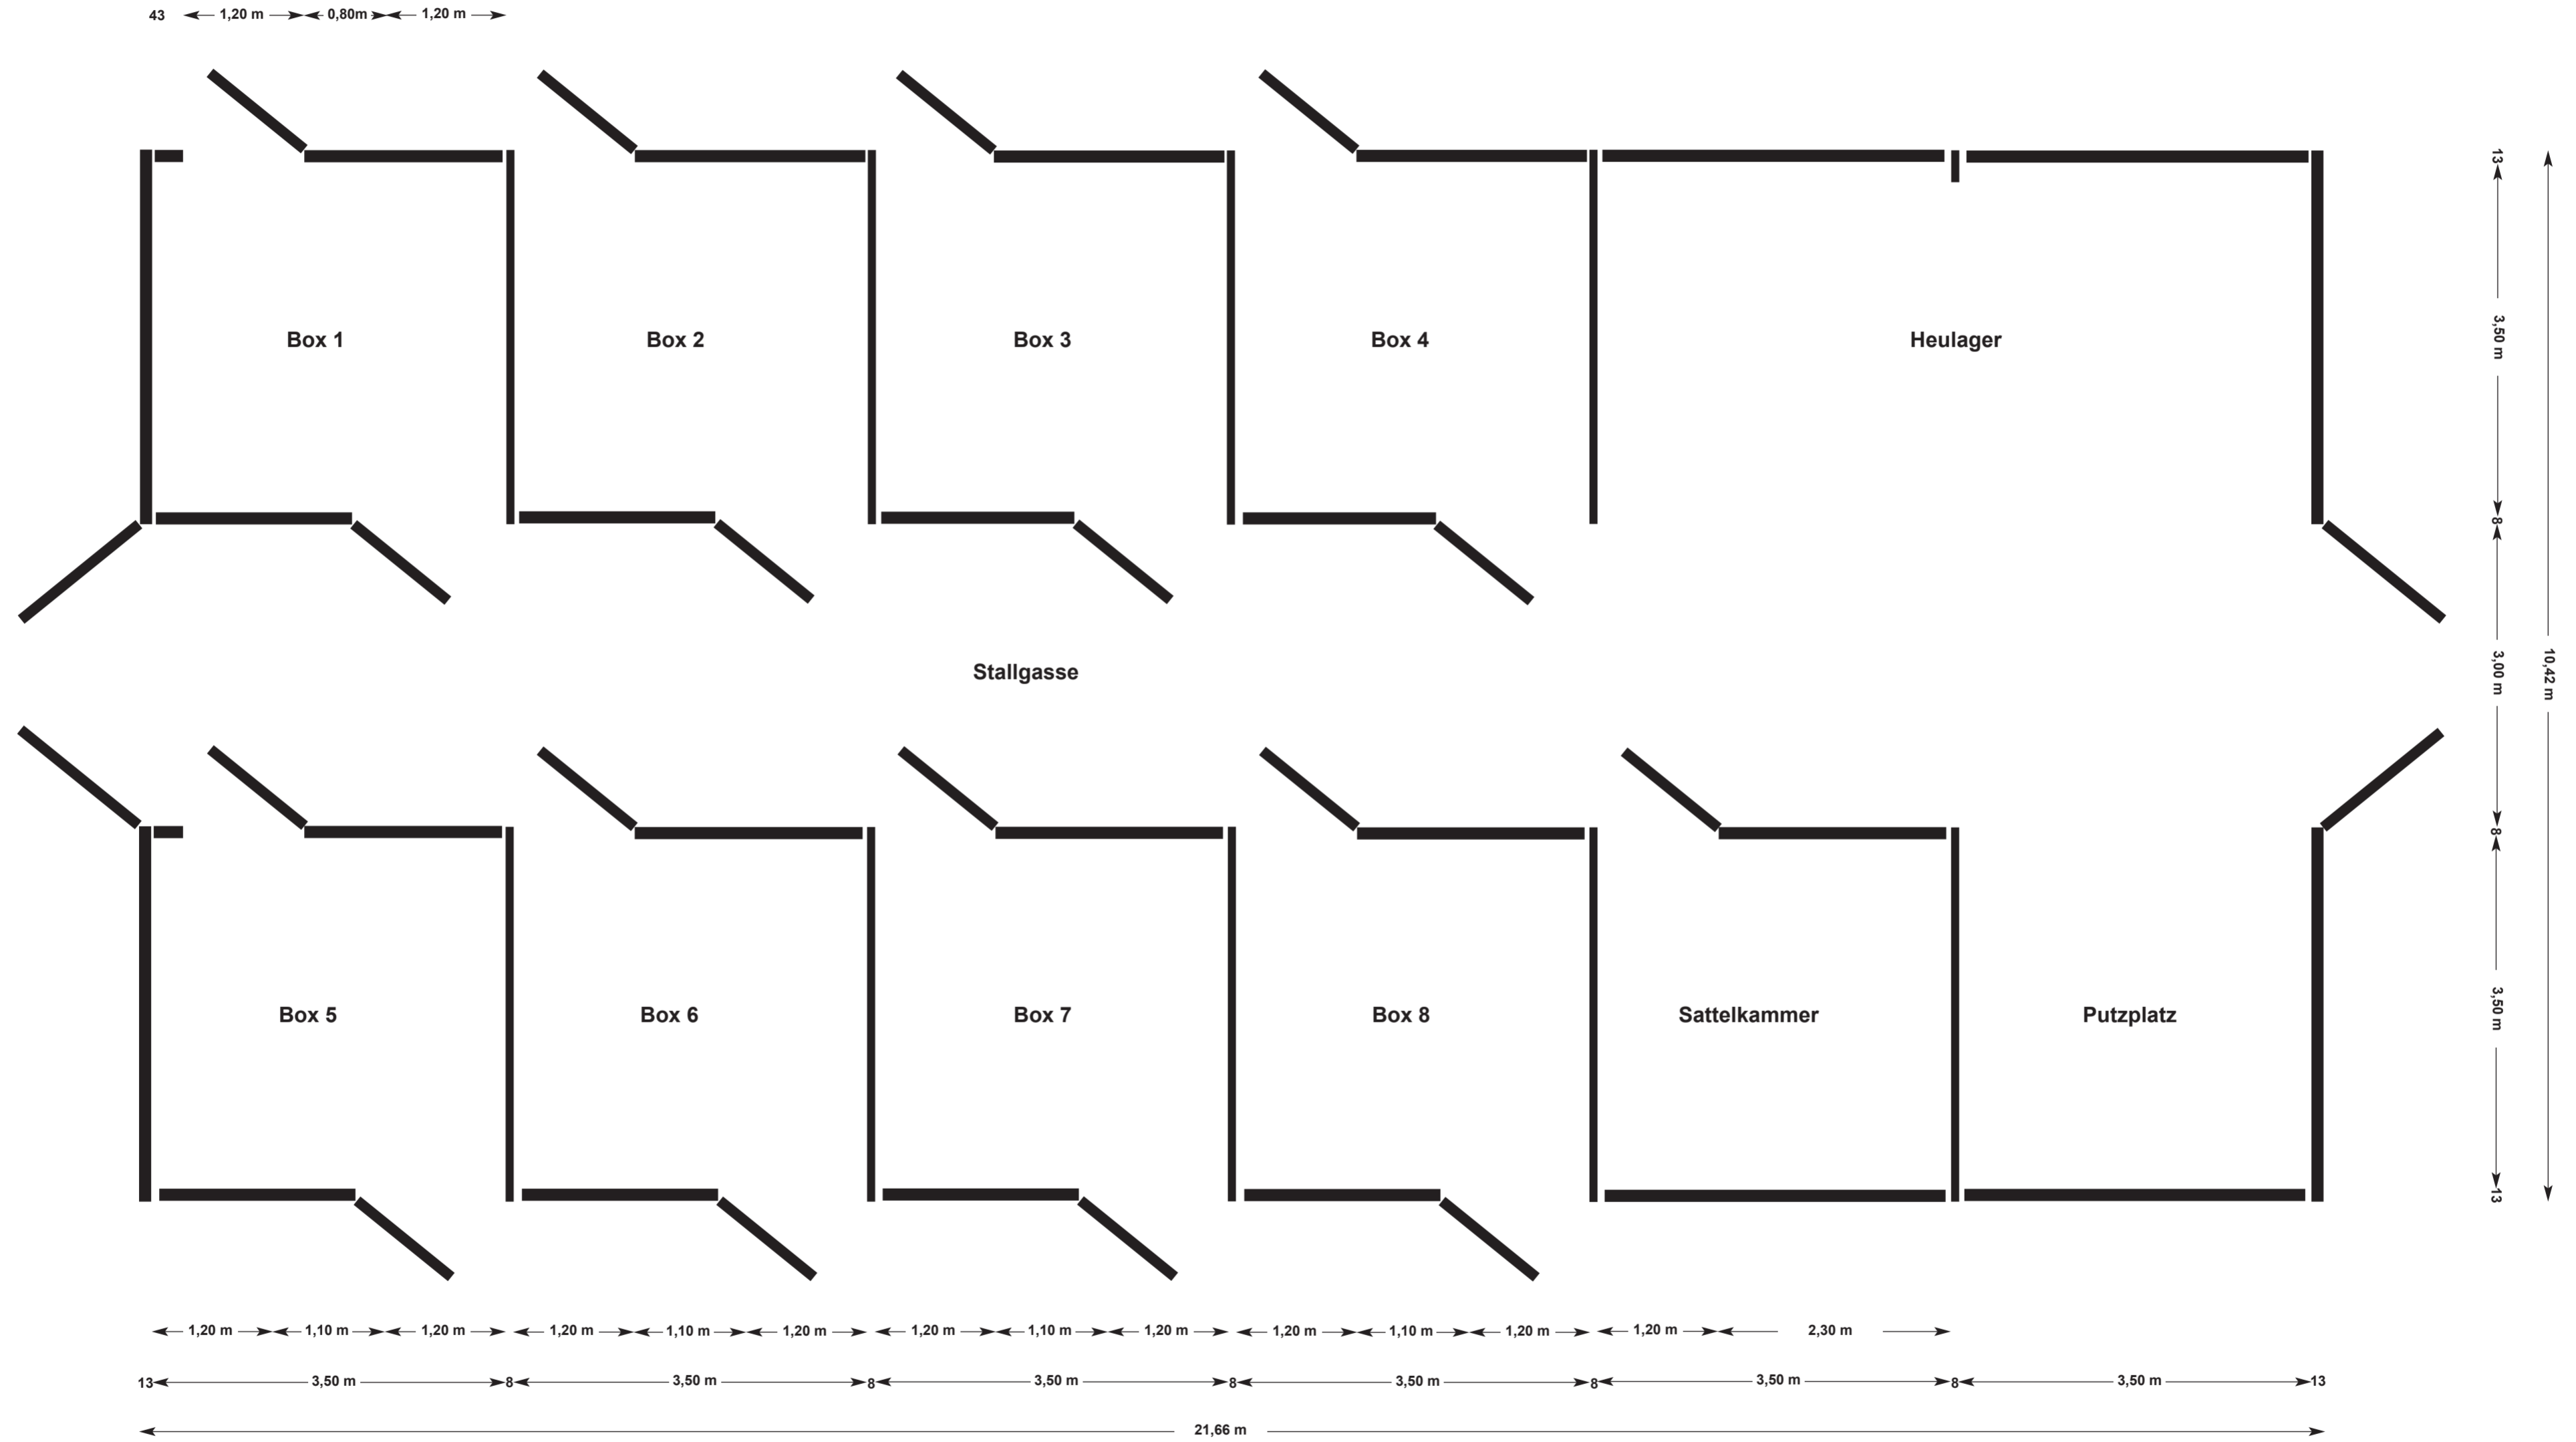 43 1,20 m 0,80m 1,20 m
13
Box 1 Box 2 Box 3 Box 4 Heulager
3,50 m
8
Stallgasse
3,00 m
10,42 m
8
Box 5 Box 6 Box 7 Box 8 Sattelkammer Putzplatz
3,50 m
13
1,20 m 1,10 m 1,20 m 1,20 m 1,10 m 1,20 m 1,20 m 1,10 m 1,20 m 1,20 m 1,10 m 1,20 m 1,20 m 2,30 m
13 3,50 m 8 3,50 m 8 3,50 m 8 3,50 m 8 3,50 m 8 3,50 m 13
21,66 m